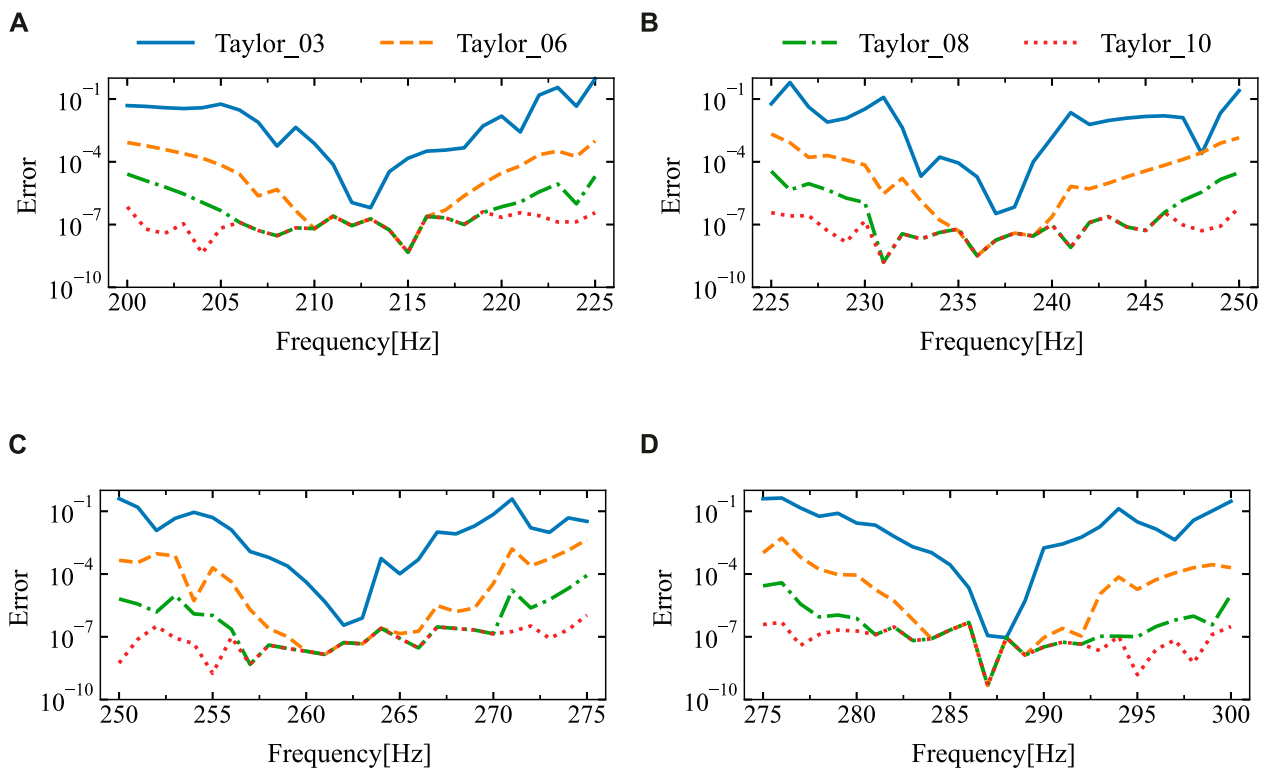 A
B
Taylor_03 Taylor_06 Taylor_08 Taylor_10
Error
10−1
10−4
10−7
10−10
200 205 210 215 220 225
Frequency[Hz]
Error
10−1
10−4
10−7
10−10
225 230 235 240 245 250
Frequency[Hz]
C
D
Error
10−1
10−4
10−7
10−10
250 255 260 265 270 275
Frequency[Hz]
Error
10−1
10−4
10−7
10−10
275 280 285 290 295 300
Frequency[Hz]